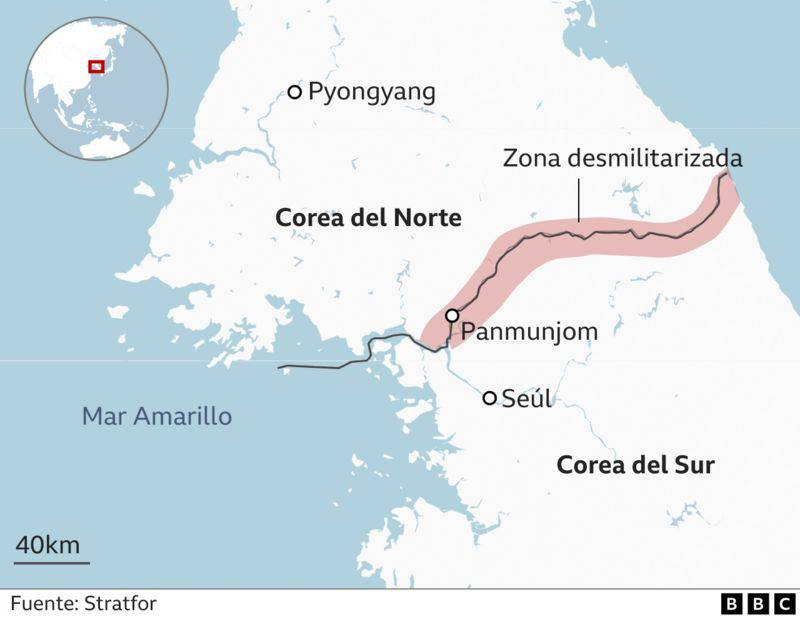 Pyongyang
Zona desmilitarizada
Corea del Norte
Panmunjom
Seúl
Mar Amarillo
Corea del Sur
40km
Fuente: Stratfor
BBC